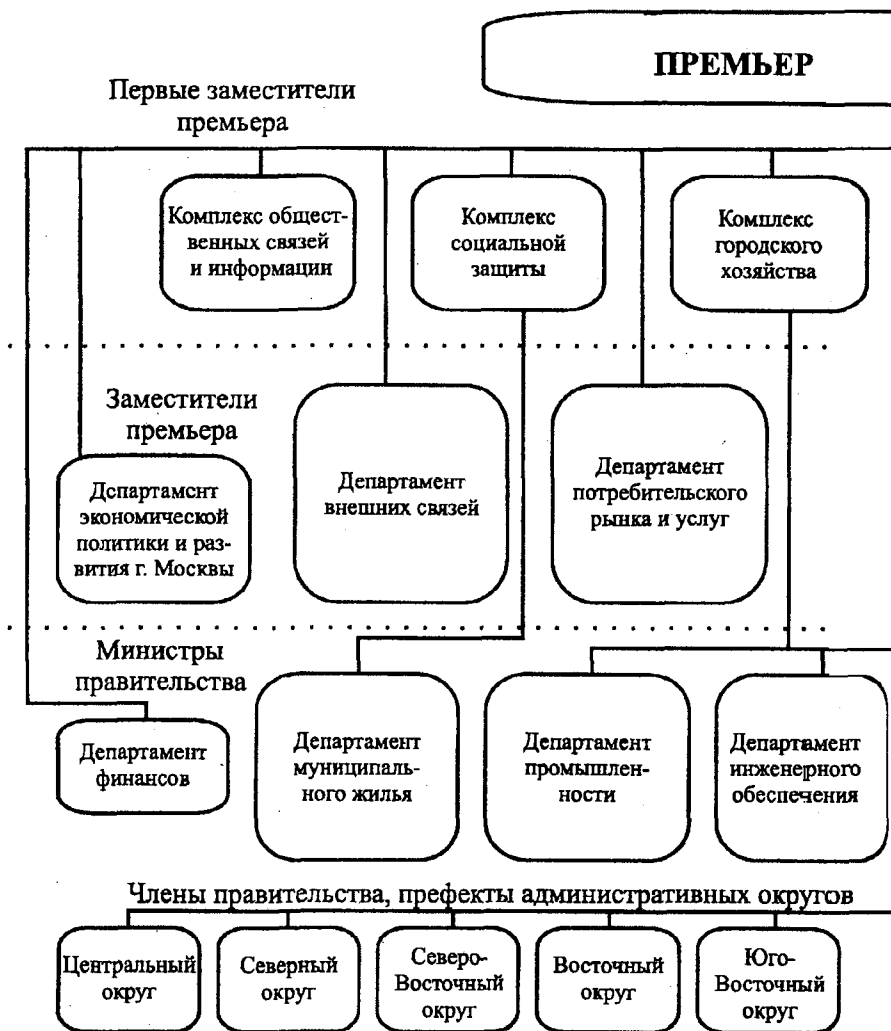 ПРЕМЬЕР
Первые заместители
премьера
Комплекс общест-
венных связей
и информации
Комплекс
социальной
защиты
Комплекс
городского
хозяйства
Заместители
премьера
Департамент
экономической
политики и раз-
вития г. Москвы
Департамент
внешних связей
Департамент
потребительского
рынка и услуг
Министры
правительства
Департамент
финансов
Департамент
муниципаль-
ного жилья
Департамент
промышлен-
ности
Департамент
инженерного
обеспечения
Члены правительства, префекты административных округов
Центральный
округ
Северный
округ
Северо-
Восточный
округ
Восточный
округ
Юго-
Восточный
округ